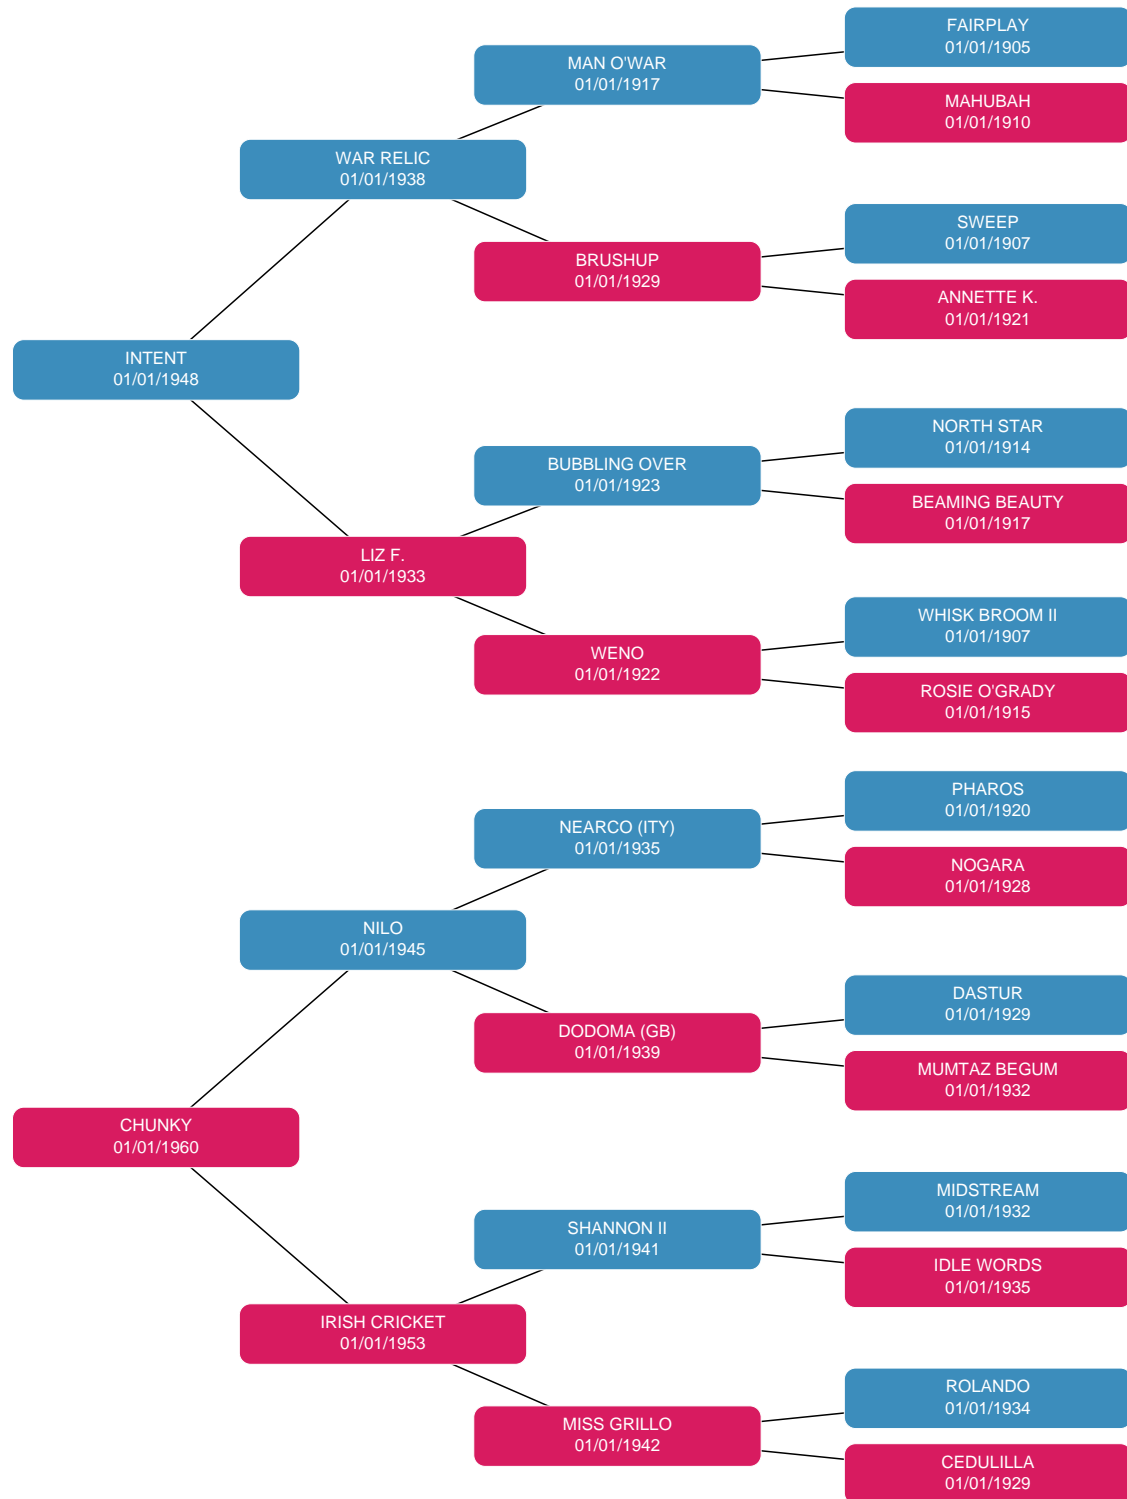 FAIRPLAY
01/01/1905
MAN O'WAR
01/01/1917
MAHUBAH
01/01/1910
WAR RELIC
01/01/1938
SWEEP
01/01/1907
BRUSHUP
01/01/1929
ANNETTE K.
01/01/1921
INTENT
01/01/1948
NORTH STAR
01/01/1914
BUBBLING OVER
01/01/1923
BEAMING BEAUTY
01/01/1917
LIZ F.
01/01/1933
WHISK BROOM II
01/01/1907
WENO
01/01/1922
ROSIE O'GRADY
01/01/1915
PHAROS
01/01/1920
NEARCO (ITY)
01/01/1935
NOGARA
01/01/1928
NILO
01/01/1945
DASTUR
01/01/1929
DODOMA (GB)
01/01/1939
MUMTAZ BEGUM
01/01/1932
CHUNKY
01/01/1960
MIDSTREAM
01/01/1932
SHANNON II
01/01/1941
IDLE WORDS
01/01/1935
IRISH CRICKET
01/01/1953
ROLANDO
01/01/1934
MISS GRILLO
01/01/1942
CEDULILLA
01/01/1929